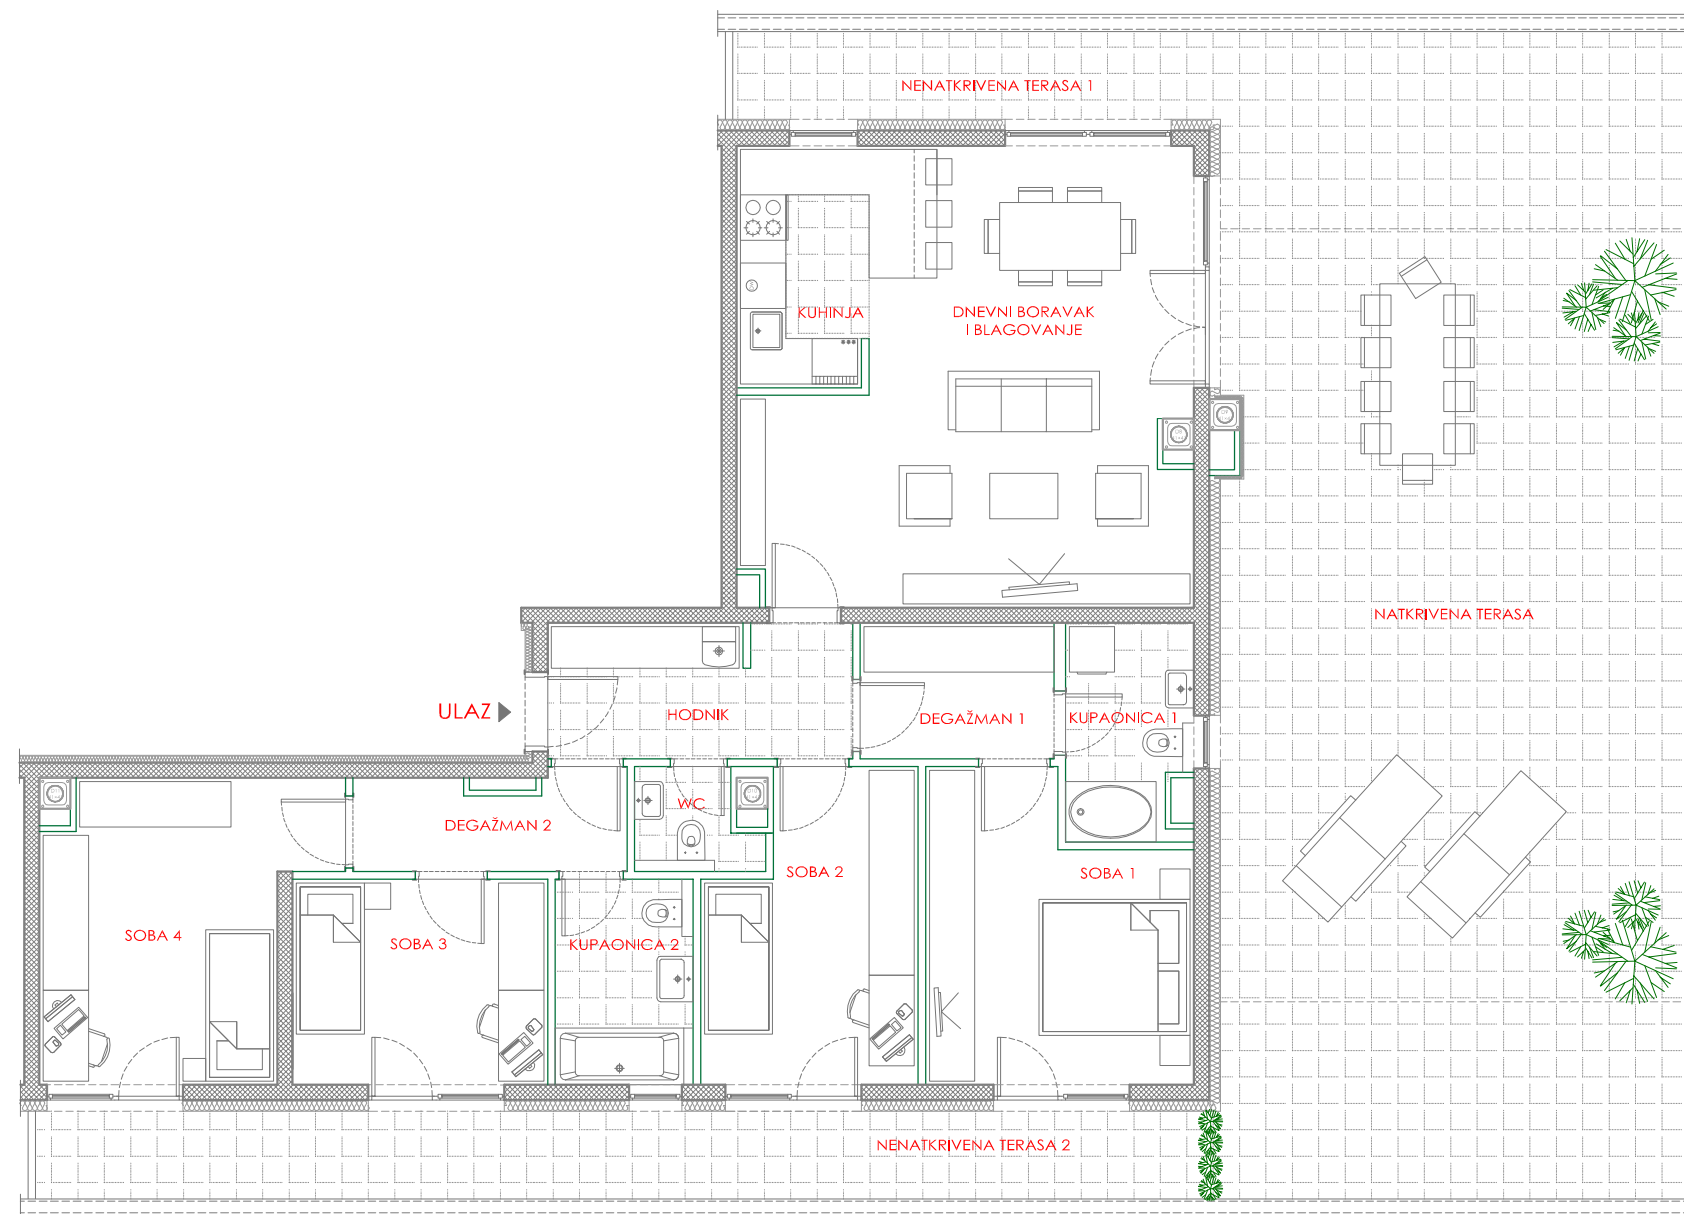 NENATKRIVENA TERASA 1
KUHINJA
DNEVNI BORAVAK
I BLAGOVANJE
NATKRIVENA TERASA
ULAZ
HODNIK
DEGAŽMAN 1
KUPAONICA 1
DEGAŽMAN 2
WC
SOBA 2
SOBA 1
SOBA 4
SOBA 3
KUPAONICA 2
NENATKRIVENA TERASA 2